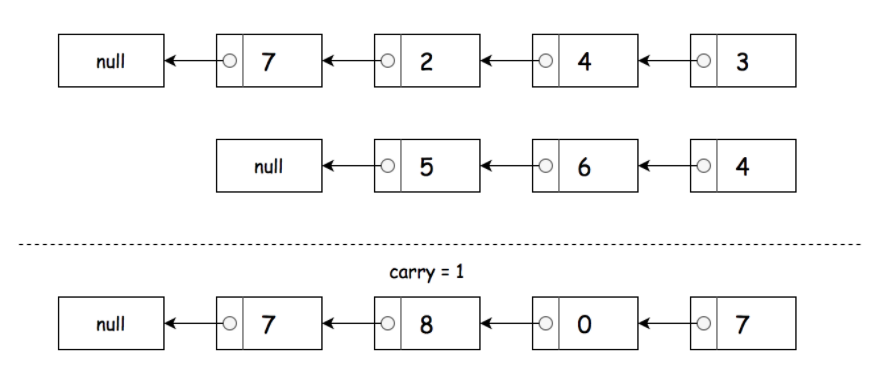 null 7 2 4 3
null 5 6 4
carry = 1
null 7 8 0 7